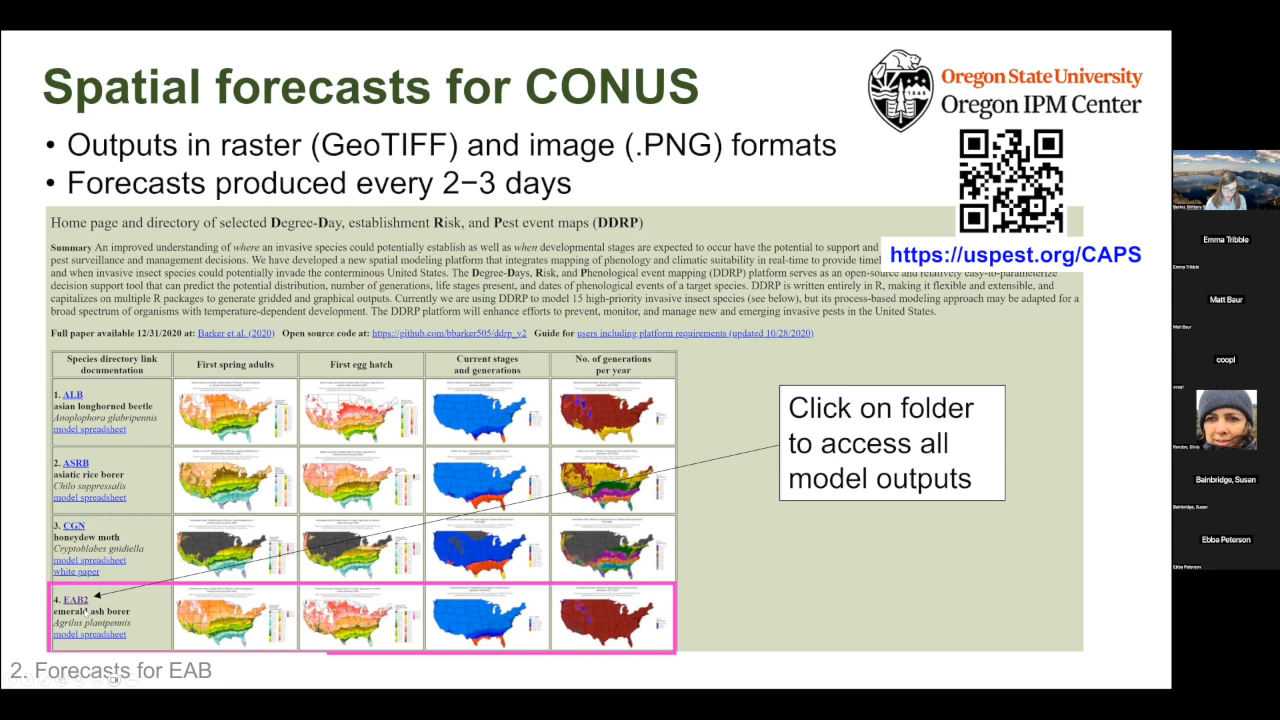 Spatial forecasts for CONUS
Oregon State University
Oregon IPM Center
• Outputs in raster (GeoTIFF) and image (.PNG) formats
• Forecasts produced every 2–3 days
https://uspest.org/CAPS
Home page and directory of selected Degree-Day, establishment Risk, and Pest event maps (DDRP)
Summary An improved understanding of where an invasive species could potentially establish as well as when developmental stages are expected to occur have the potential to support and
pest surveillance and management decisions. We have developed a new spatial modeling platform that integrates mapping of phenology and climatic suitability in real-time to provide
and when invasive insect species could potentially invade the conterminous United States. The Degree-Days, Risk, and Phenological event mapping (DDRP) platform serves as an open-source and relatively easy-to-parameterize
decision support tool that can predict the potential distribution, number of generations, life stages present, and dates of phenological events of a target species. DDRP is written entirely in R, making it flexible and extensible, and
capitalizes on multiple R packages to generate gridded and graphical outputs. Currently we are using DDRP to model 15 high-priority invasive insect species (see below), but its process-based modeling approach may be adapted for a
broad spectrum of organisms with temperature-dependent development. The DDRP platform will enhance efforts to prevent, monitor, and manage new and emerging invasive pests in the United States.
Full paper available 12/31/2020 at: Barker et al. (2020) Open source code at: https://github.com/bbarker505/ddrp_v2 Guide for users including platform requirements (updated 10/28/2020)
Species directory link documentation
First spring adults
First egg hatch
Current stages and generations
No. of generations per year
1. ALB
asian longhorned beetle
Anoplophora glabripennis
model spreadsheet
2. ASRB
asiatic rice borer
Chilo suppressalis
model spreadsheet
3. CGN
honeydew moth
Cryptoblabes gnidiella
model spreadsheet
white paper
4. EAB2
emerald ash borer
Agrilus planipennis
model spreadsheet
Click on folder
to access all
model outputs
2. Forecasts for EAB
Emma Tribble
Emma Tribble
Matt Baur
Matt Baur
coopl
coopl
Bainbridge, Susan
Bainbridge, Susan
Ebba Peterson
Ebba Peterson